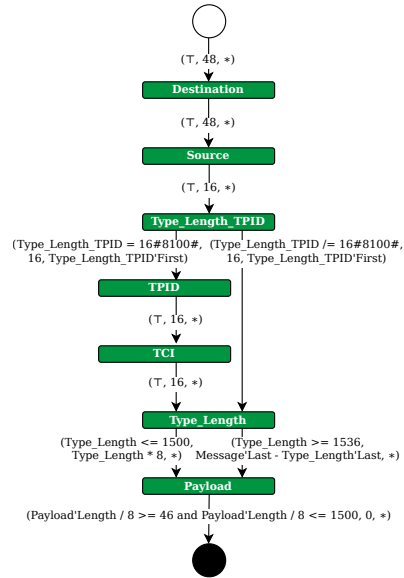 (⊤, 48, ∗)
Destination
(⊤, 48, ∗)
Source
(⊤, 16, ∗)
Type_Length_TPID
(Type_Length_TPID = 16#8100#,
16, Type_Length_TPID'First)
(Type_Length_TPID /= 16#8100#,
16, Type_Length_TPID'First)
TPID
(⊤, 16, ∗)
TCI
(⊤, 16, ∗)
Type_Length
(Type_Length <= 1500,
Type_Length * 8, ∗)
(Type_Length >= 1536,
Message'Last - Type_Length'Last, ∗)
Payload
(Payload'Length / 8 >= 46 and Payload'Length / 8 <= 1500, 0, ∗)